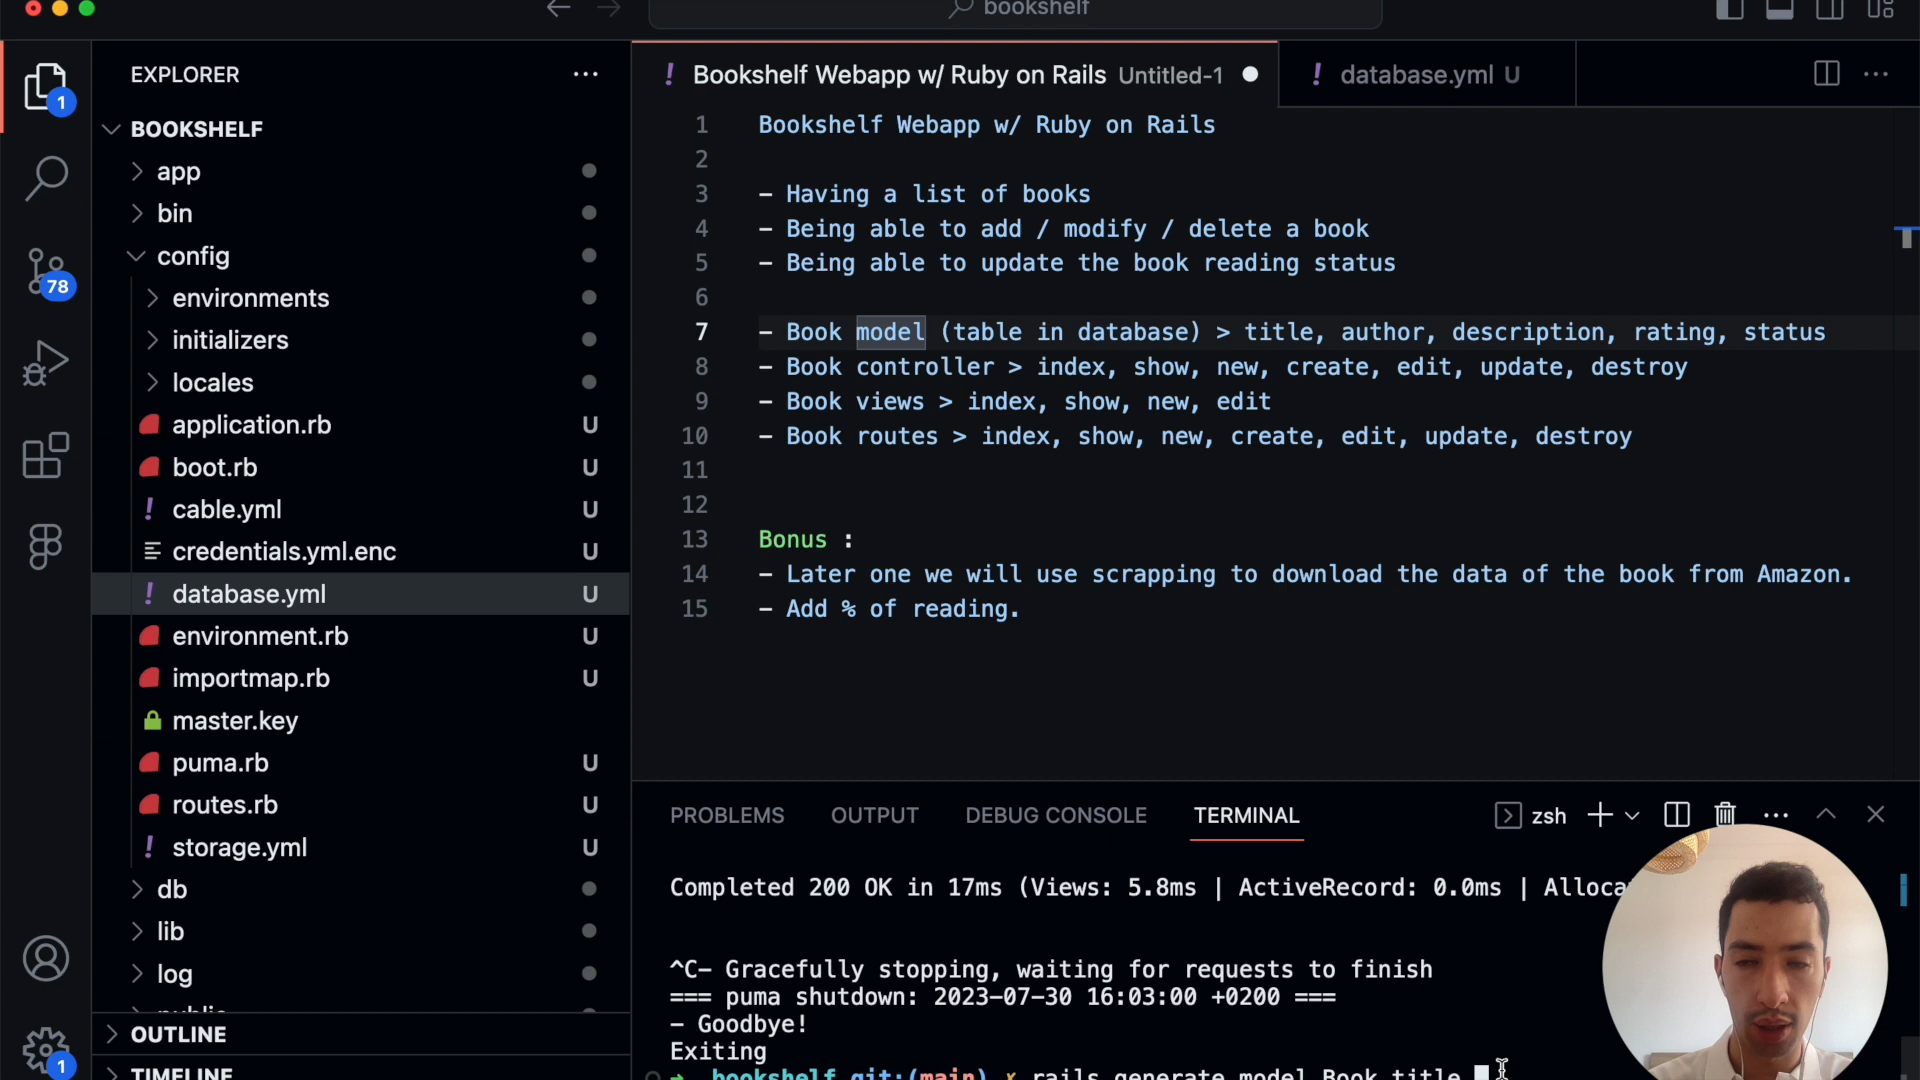 bookshelf
EXPLORER
BOOKSHELF
app
bin
config
environments
initializers
locales
application.rb U
boot.rb U
cable.yml U
credentials.yml.enc U
database.yml U
environment.rb U
importmap.rb U
master.key
puma.rb U
routes.rb U
storage.yml U
db
lib
log
public
OUTLINE
TIMELINE
1
78
1
! Bookshelf Webapp w/ Ruby on Rails Untitled-1
! database.yml U
1 Bookshelf Webapp w/ Ruby on Rails
2
3 - Having a list of books
4 - Being able to add / modify / delete a book
5 - Being able to update the book reading status
6
7 - Book model (table in database) > title, author, description, rating, status
8 - Book controller > index, show, new, create, edit, update, destroy
9 - Book views > index, show, new, edit
10 - Book routes > index, show, new, create, edit, update, destroy
11
12
13 Bonus :
14 - Later one we will use scrapping to download the data of the book from Amazon.
15 - Add % of reading.
PROBLEMS OUTPUT DEBUG CONSOLE TERMINAL zsh
Completed 200 OK in 17ms (Views: 5.8ms | ActiveRecord: 0.0ms | Alloca
^C- Gracefully stopping, waiting for requests to finish
=== puma shutdown: 2023-07-30 16:03:00 +0200 ===
- Goodbye!
Exiting
→ bookshelf git:(main) ✗ rails generate model Book title